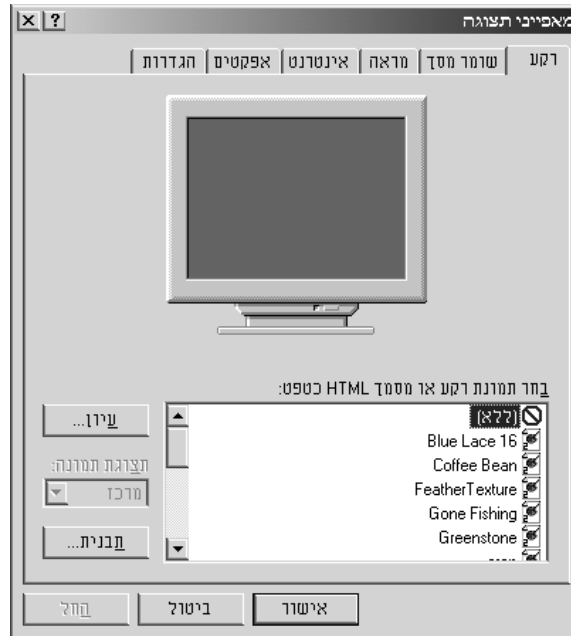 מאפייני תצוגה
רקע
שומר מסך
מראה
אינטרנט
אפקטים
הגדרות
בחר תמונת רקע או מסמך HTML כטפט:
(ללא)
Blue Lace 16
Coffee Bean
FeatherTexture
Gone Fishing
Greenstone
עיון...
תצוגת תמונה:
מרכז
תבנית...
אישור
ביטול
החל